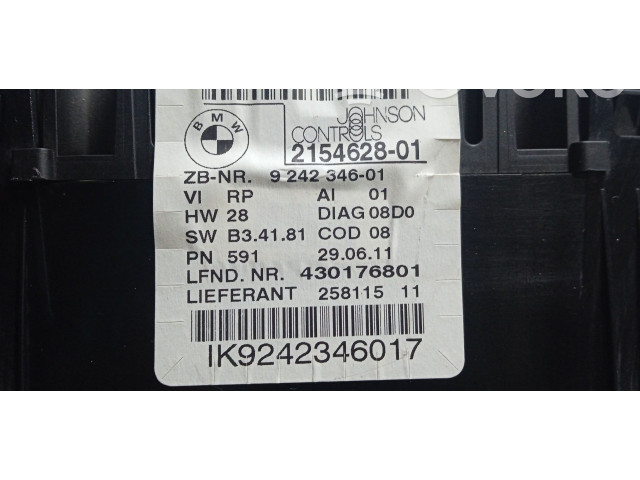 BMW
JOHNSON
CONTROLS
2154628-01
ZB-NR. 9 242 346-01
VI RP AI 01
HW 28 DIAG 08D0
SW B3.41.81 COD 08
PN 591 29.06.11
LFND. NR. 430176801
LIEFERANT 258115 11
IK9242346017